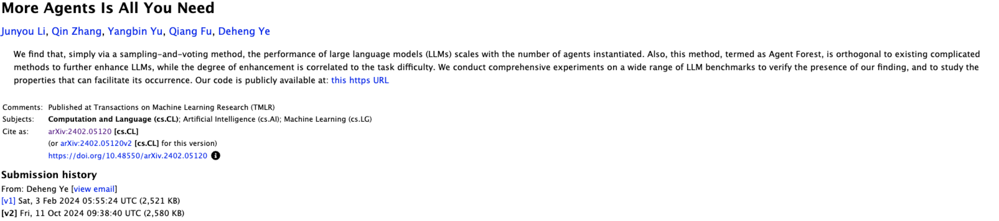 More Agents Is All You Need
Junyou Li, Qin Zhang, Yangbin Yu, Qiang Fu, Deheng Ye
We find that, simply via a sampling-and-voting method, the performance of large language models (LLMs) scales with the number of agents instantiated. Also, this method, termed as Agent Forest, is orthogonal to existing complicated
methods to further enhance LLMs, while the degree of enhancement is correlated to the task difficulty. We conduct comprehensive experiments on a wide range of LLM benchmarks to verify the presence of our finding, and to study the
properties that can facilitate its occurrence. Our code is publicly available at: this https URL
Comments: Published at Transactions on Machine Learning Research (TMLR)
Subjects: Computation and Language (cs.CL); Artificial Intelligence (cs.AI); Machine Learning (cs.LG)
Cite as: arXiv:2402.05120 [cs.CL]
(or arXiv:2402.05120v2 [cs.CL] for this version)
https://doi.org/10.48550/arXiv.2402.05120 i
Submission history
From: Deheng Ye [view email]
[v1] Sat, 3 Feb 2024 05:55:24 UTC (2,521 KB)
[v2] Fri, 11 Oct 2024 09:38:40 UTC (2,580 KB)